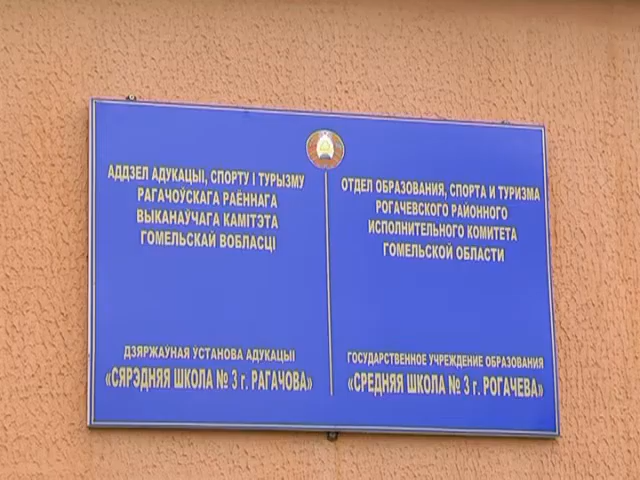 АДДЗЕЛ АДУКАЦЫІ, СПОРТУ І ТУРЫЗМУ
РАГАЧОЎСКАГА РАЁННАГА
ВЫКАНАЎЧАГА КАМІТЭТА
ГОМЕЛЬСКАЙ ВОБЛАСЦІ
ДЗЯРЖАЎНАЯ ЎСТАНОВА АДУКАЦЫІ
«СЯРЭДНЯЯ ШКОЛА № 3 г. РАГАЧОВА»
ОТДЕЛ ОБРАЗОВАНИЯ, СПОРТА И ТУРИЗМА
РОГАЧЕВСКОГО РАЙОННОГО
ИСПОЛНИТЕЛЬНОГО КОМИТЕТА
ГОМЕЛЬСКОЙ ОБЛАСТИ
ГОСУДАРСТВЕННОЕ УЧРЕЖДЕНИЕ ОБРАЗОВАНИЯ
«СРЕДНЯЯ ШКОЛА № 3 г. РОГАЧЕВА»